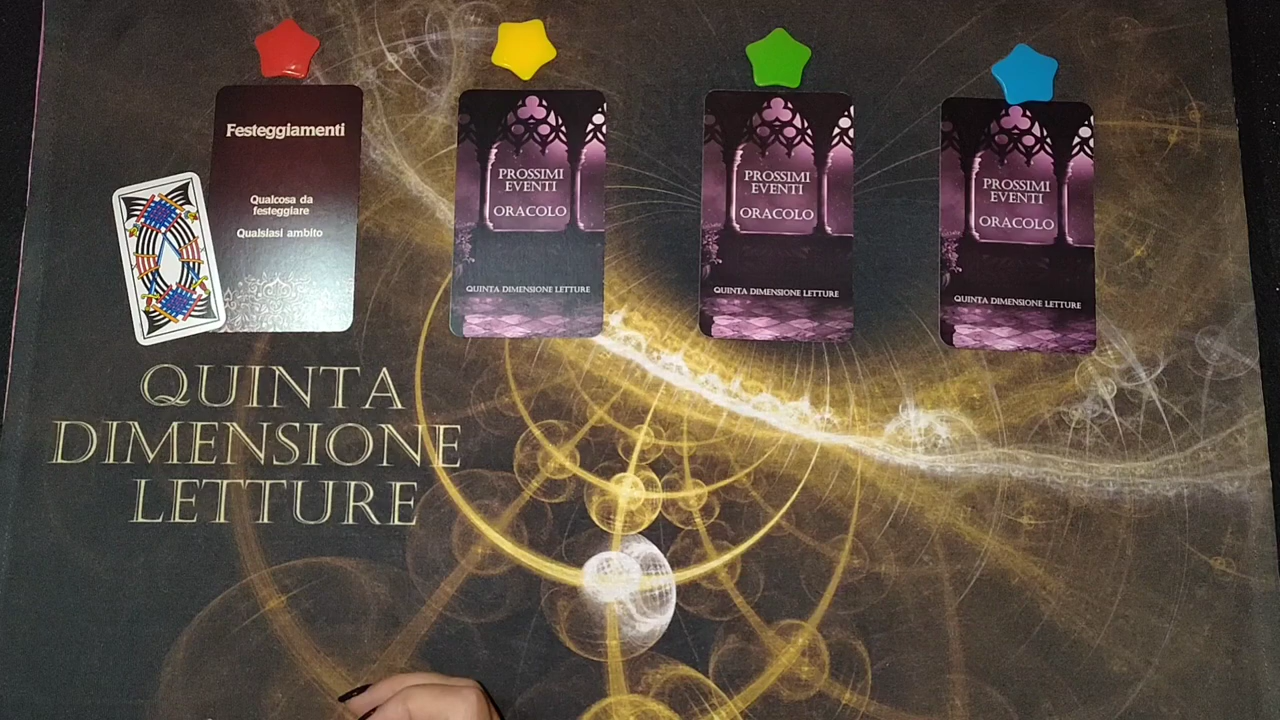 Festeggiamenti
Qualcosa da
festeggiare
Qualsiasi ambito
PROSSIMI
EVENTI
ORACOLO
QUINTA DIMENSIONE LETTURE
PROSSIMI
EVENTI
ORACOLO
QUINTA DIMENSIONE LETTURE
PROSSIMI
EVENTI
ORACOLO
QUINTA DIMENSIONE LETTURE
QUINTA
DIMENSIONE
LETTURE